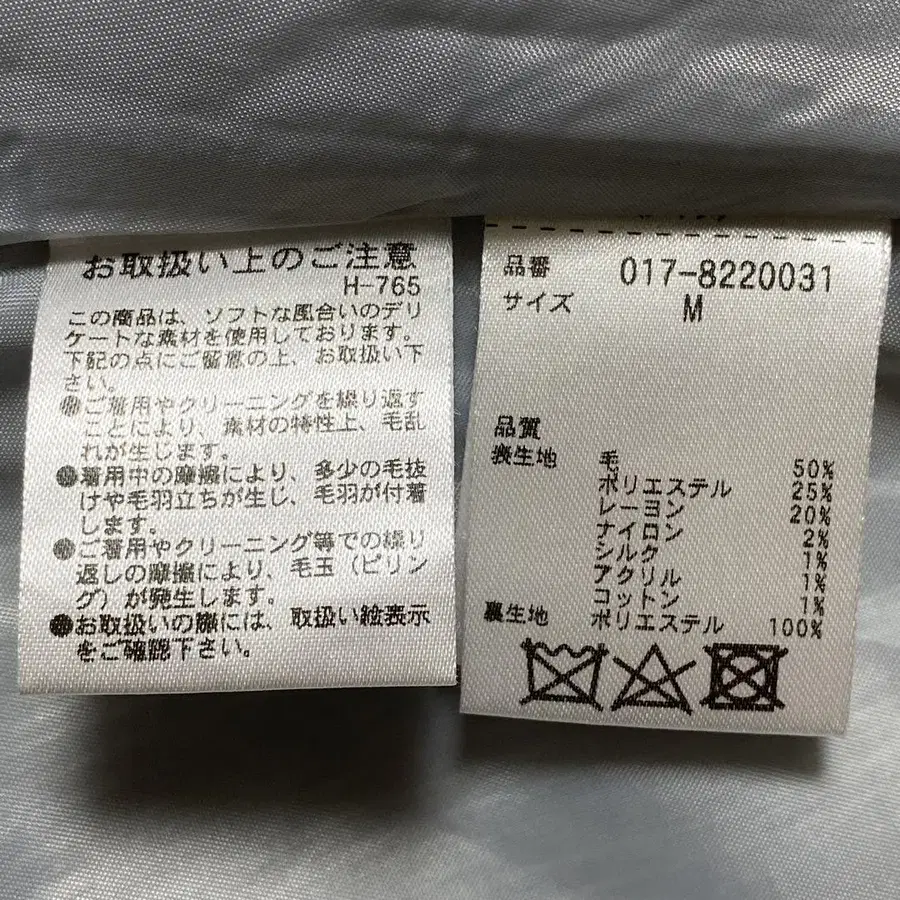 お取扱い上のご注意
H-765
この商品は、ソフトな風合いのデリ
ケートな素材を使用しております。
下記の点にご留意の上、お取扱い下
さい。
●ご着用やクリーニングを繰り返す
ことにより、素材の特性上、毛乱
れが生じます。
●着用中の摩擦により、多少の毛抜
けや毛羽立ちが生じ、毛羽が付着
します。
●ご着用やクリーニング等での繰り
返しの摩擦により、毛玉（ピリン
グ）が発生します。
●お取扱いの際には、取扱い絵表示
をご確認下さい。
品番 017-8220031
サイズ M
品質
表生地 毛 50%
ポリエステル 25%
レーヨン 20%
ナイロン 2%
シルク 1%
アクリル 1%
コットン 1%
裏生地 ポリエステル 100%